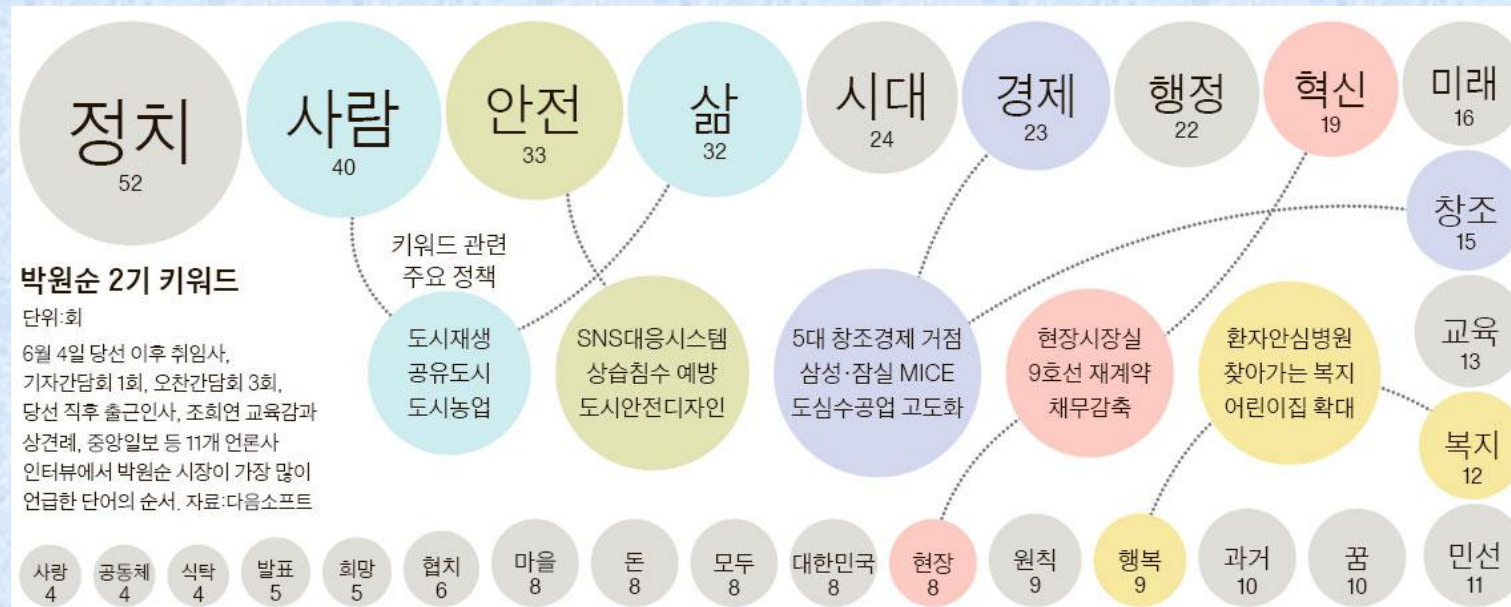 정치
52
사람
40
안전
33
삶
32
시대
24
경제
23
행정
22
혁신
19
미래
16
창조
15
교육
13
복지
12
민선
11
꿈
10
과거
10
행복
9
원칙
9
현장
8
대한민국
8
모두
8
돈
8
마을
8
협치
6
희망
5
발표
5
식탁
4
공동체
4
사랑
4
박원순 2기 키워드
단위:회
6월 4일 당선 이후 취임사,
기자간담회 1회, 오찬간담회 3회,
당선 직후 출근인사, 조희연 교육감과
상견례, 중앙일보 등 11개 언론사
인터뷰에서 박원순 시장이 가장 많이
언급한 단어의 순서. 자료:다음소프트
키워드 관련
주요 정책
도시재생
공유도시
도시농업
SNS대응시스템
상습침수 예방
도시안전디자인
5대 창조경제 거점
삼성·잠실 MICE
도심수공업 고도화
현장시장실
9호선 재계약
채무감축
환자안심병원
찾아가는 복지
어린이집 확대